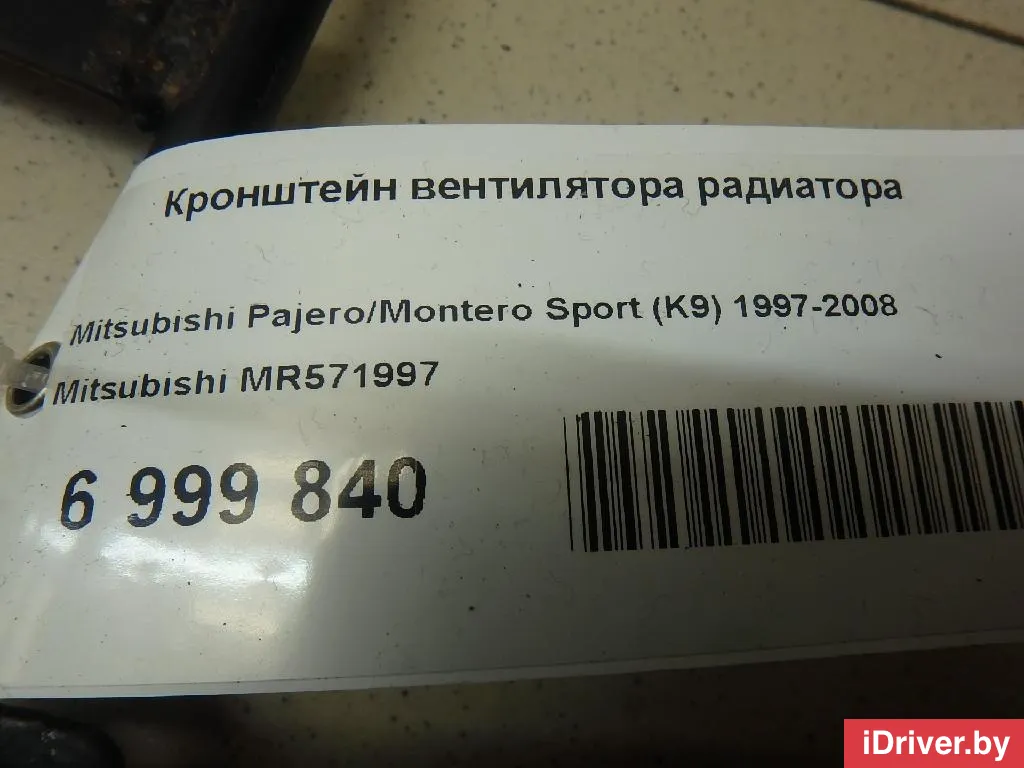 Кронштейн вентилятора радиатора
Mitsubishi Pajero/Montero Sport (K9) 1997-2008
Mitsubishi MR571997
6 999 840
iDriver.by